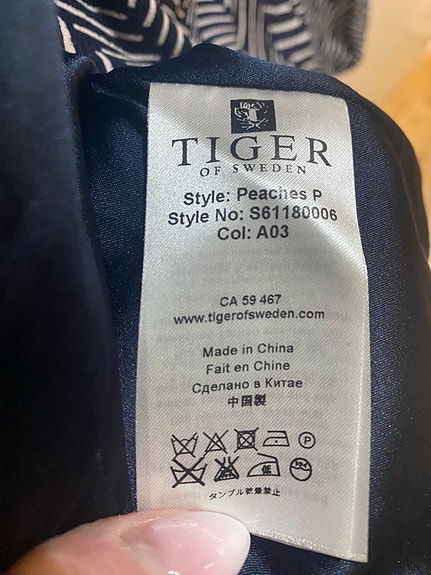 TIGER
OF SWEDEN
Style: Peaches P
Style No: S61180006
Col: A03
CA 59 467
www.tigerofsweden.com
Made in China
Fait en Chine
Сделано в Китае
中国製
P
タンブル乾燥禁止